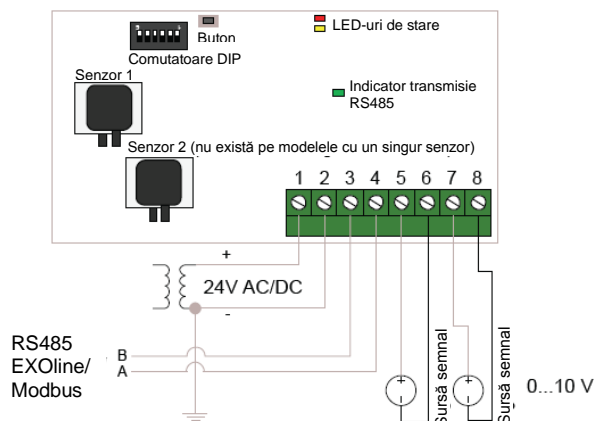 Buton
LED-uri de stare
Comutatoare DIP
Senzor 1
Indicator transmisie
RS485
Senzor 2 (nu există pe modelele cu un singur senzor)
1 2 3 4 5 6 7 8
+
24V AC/DC
-
RS485
EXOline/
Modbus
B
A
+
Sursă semnal
+
Sursă semnal
0...10 V